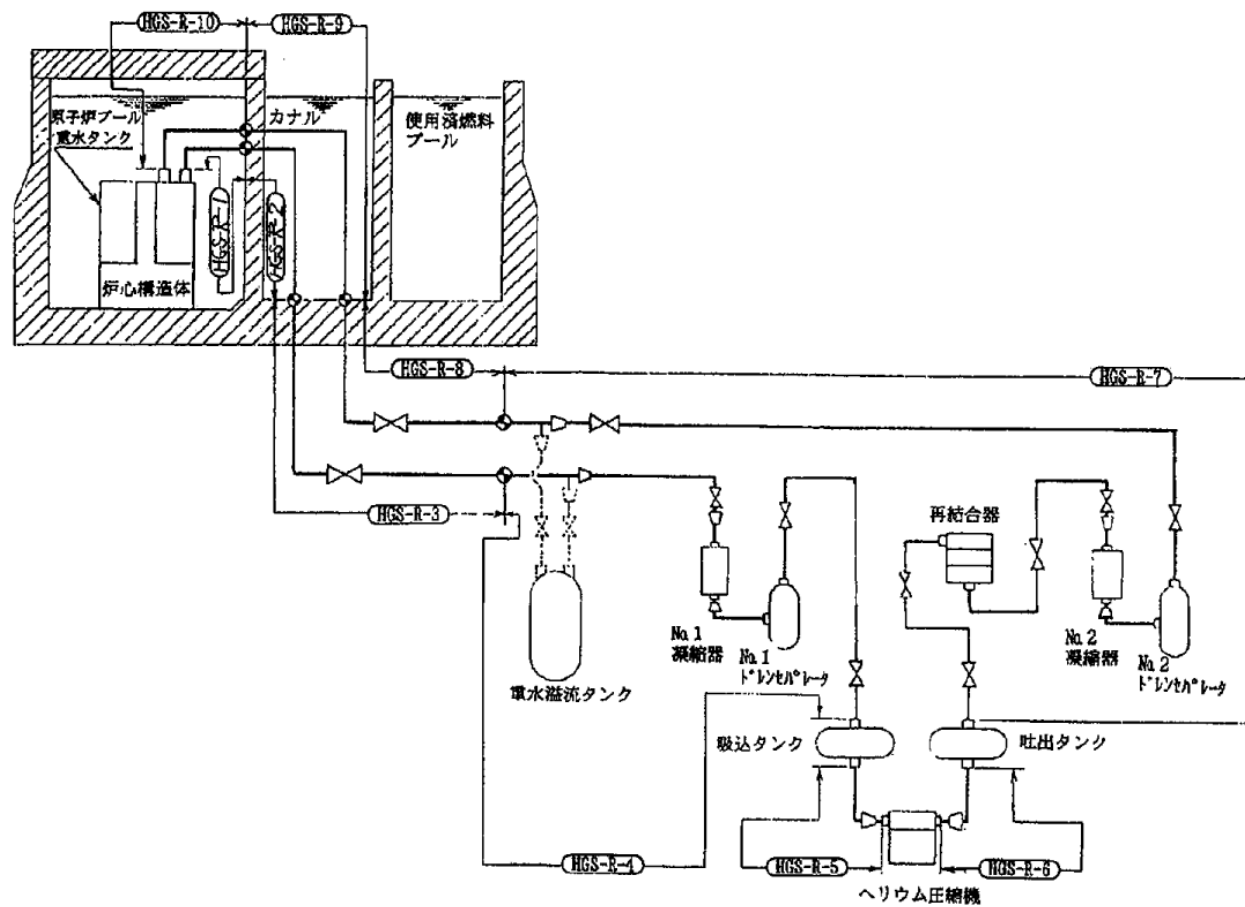 HGS-R-10
HGS-R-9
原子炉プール
重水タンク
カナル
使用済燃料
プール
HGS-R-1
HGS-R-2
炉心構造体
HGS-R-8
HGS-R-7
HGS-R-3
再結合器
No.1
凝縮器
No.1
ドレンセパレータ
No.2
凝縮器
No.2
ドレンセパレータ
重水溢流タンク
吸込タンク
吐出タンク
HGS-R-4
HGS-R-5
HGS-R-6
ヘリウム圧縮機